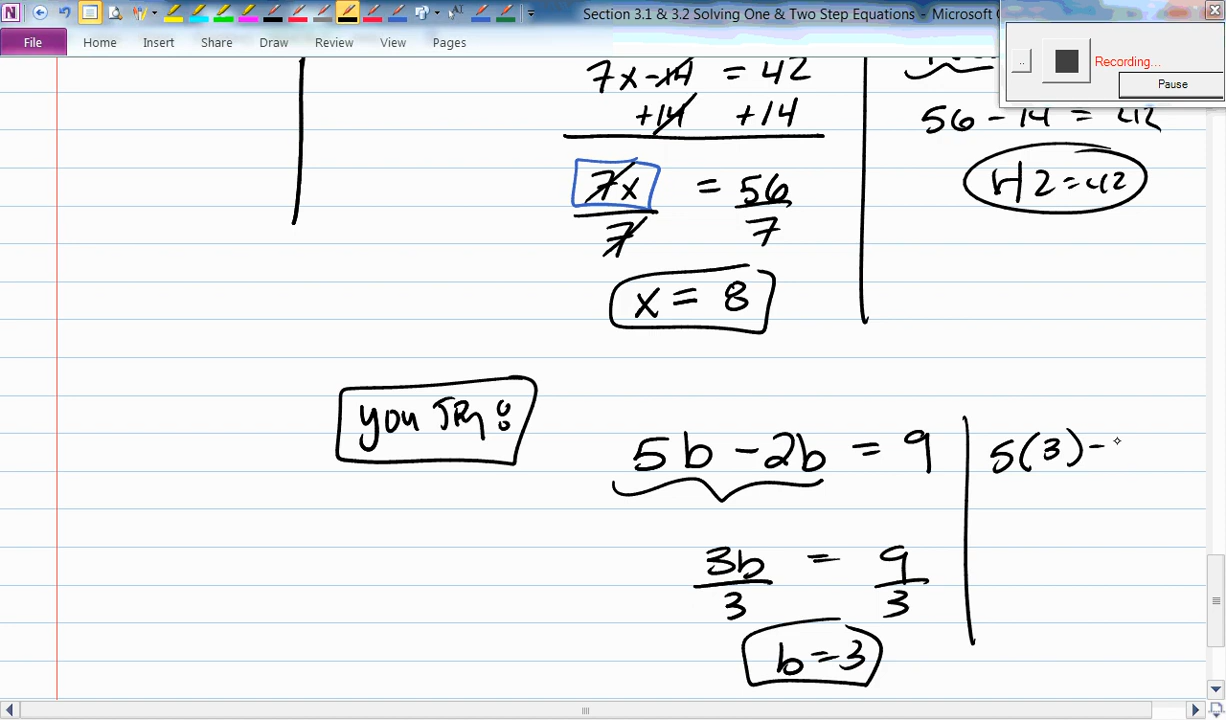 Section 3.1 & 3.2 Solving One & Two Step Equations - Microsoft
File Home Insert Share Draw Review View Pages
Recording...
Pause
7x-14 = 42
+14 +14
7x = 56
7 7
x = 8
56 - 14 = 42
42 = 42
you TRY:
5b - 2b = 9
3b = 9
3 3
b = 3
5(3) -